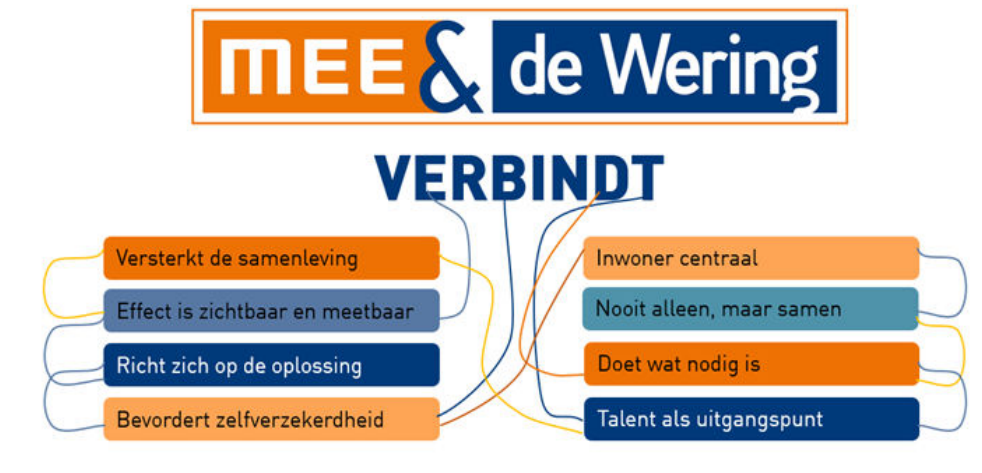 MEE & de Wering
VERBINDT
Versterkt de samenleving
Effect is zichtbaar en meetbaar
Richt zich op de oplossing
Bevordert zelfverzekerdheid
Inwoner centraal
Nooit alleen, maar samen
Doet wat nodig is
Talent als uitgangspunt